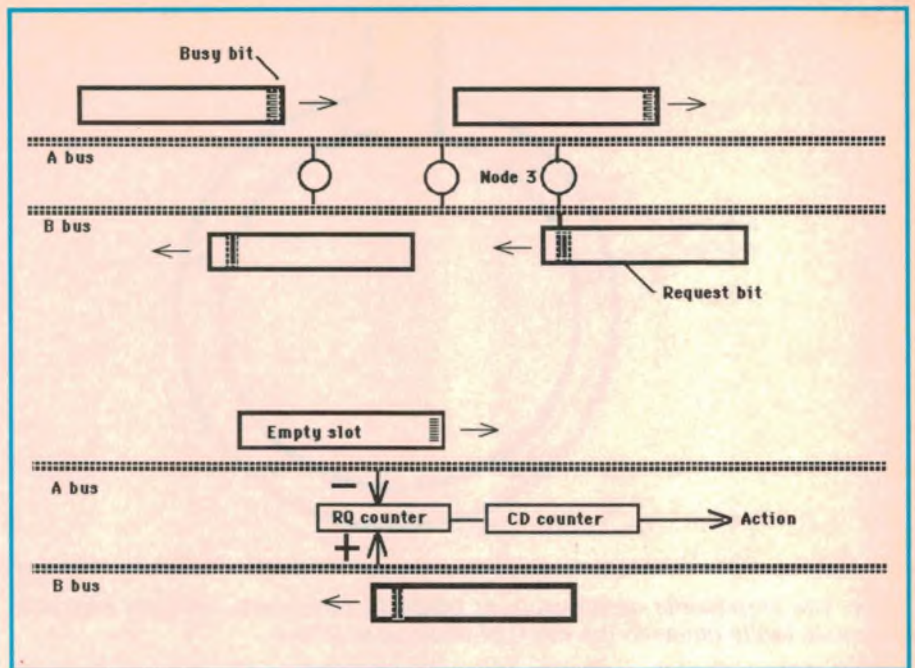 Busy bit
A bus
Node 3
B bus
Request bit
Empty slot
A bus
− RQ counter CD counter Action
+
B bus